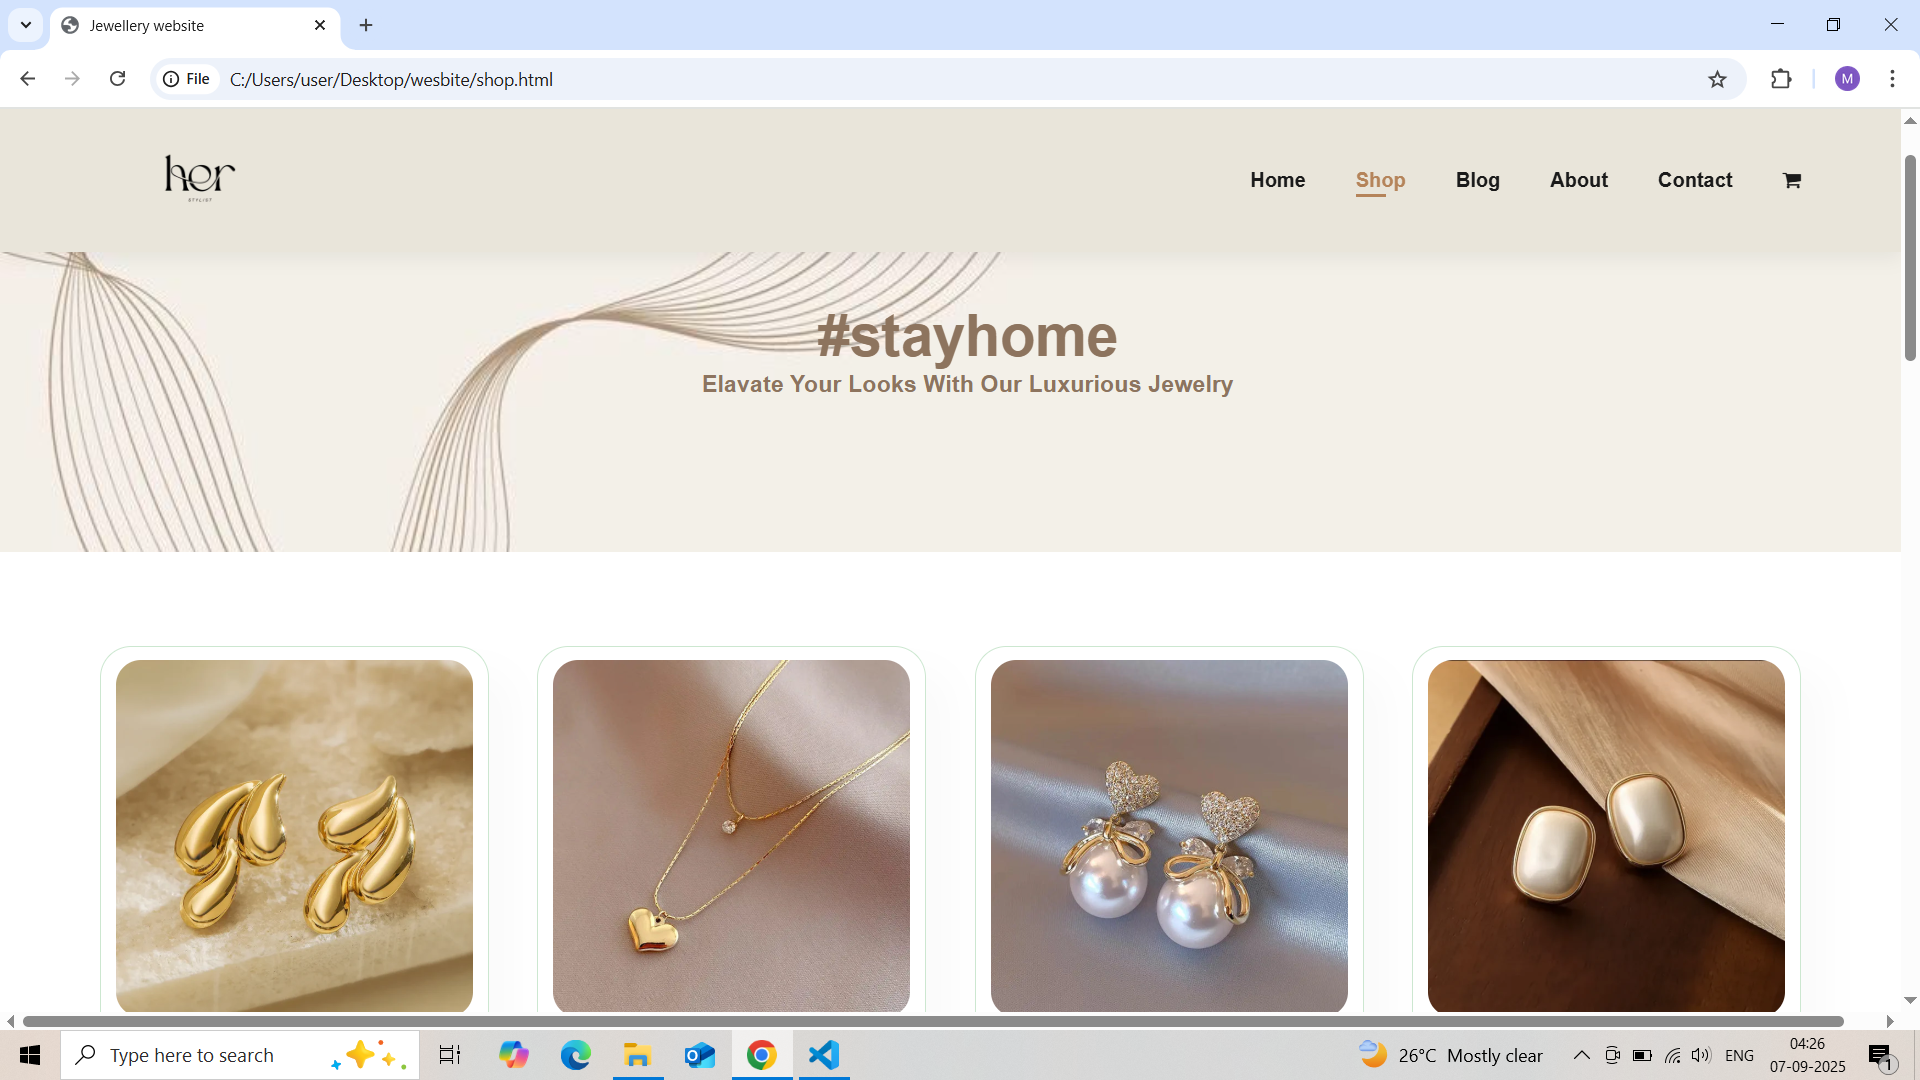 Jewellery website
File
C:/Users/user/Desktop/wesbite/shop.html
M
her
STYLIST
Home
Shop
Blog
About
Contact
#stayhome
Elavate Your Looks With Our Luxurious Jewelry
Type here to search
26°C Mostly clear
ENG
04:26
07-09-2025
1